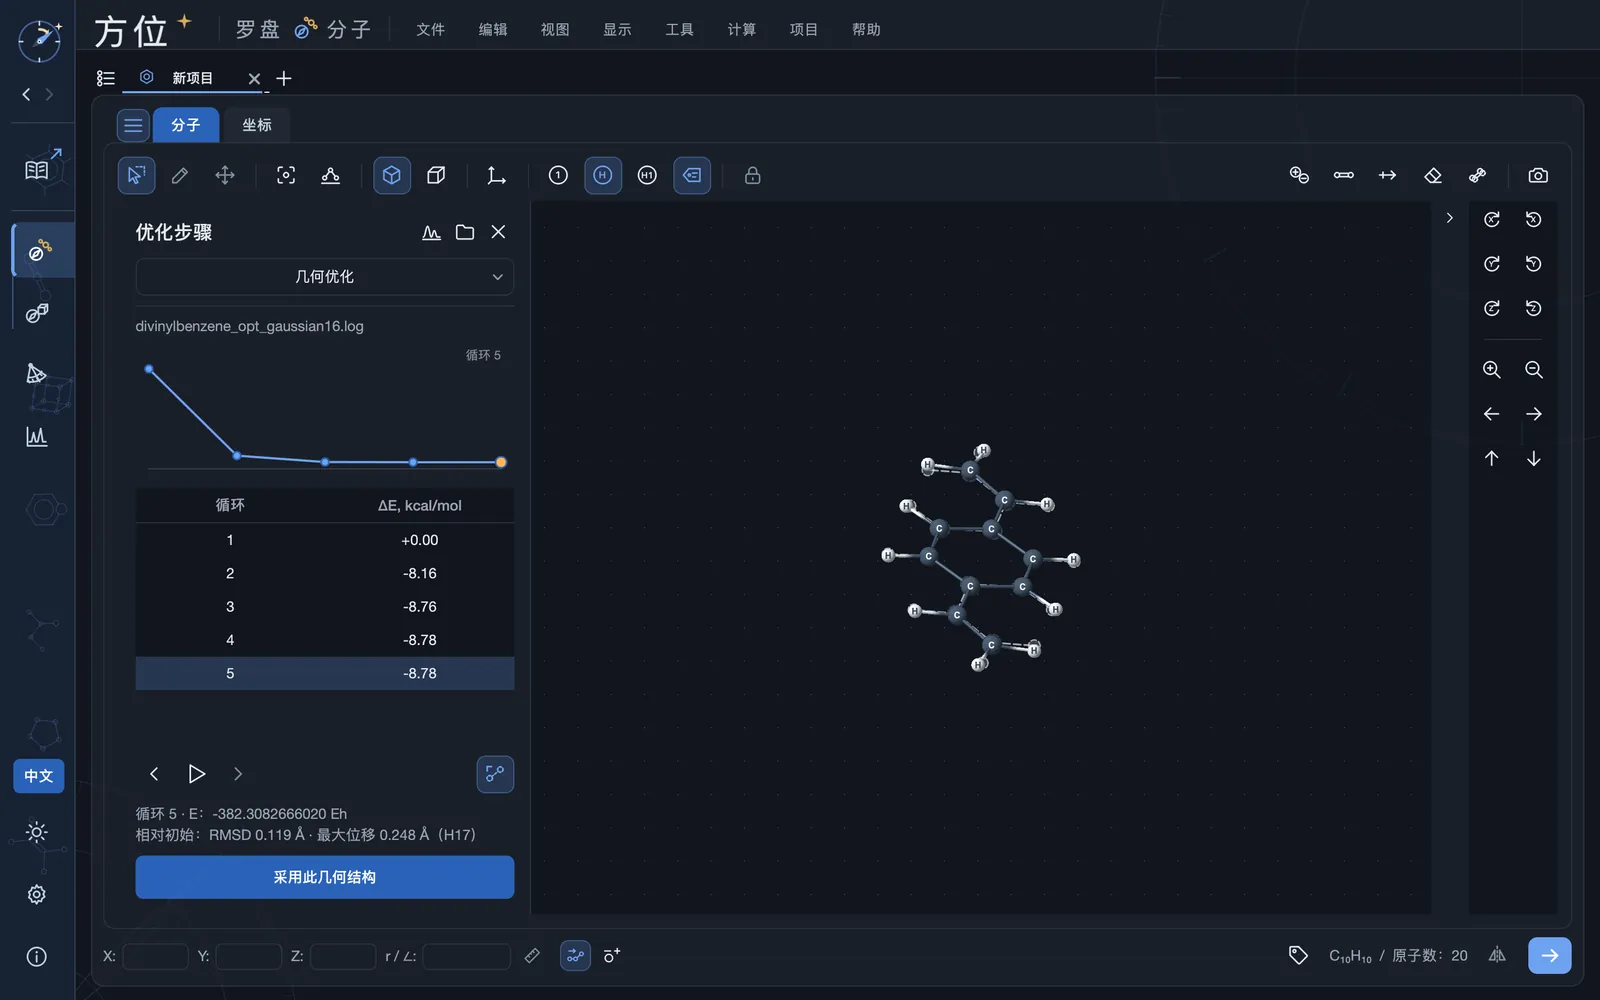 方位
罗盘 分子 文件 编辑 视图 显示 工具 计算 项目 帮助
新项目
分子 坐标
1 H H1
优化步骤
几何优化
divinylbenzene_opt_gaussian16.log
循环 5
循环 ΔE, kcal/mol
1 +0.00
2 -8.16
3 -8.76
4 -8.78
5 -8.78
循环 5 · E: -382.3082666020 Eh
相对初始: RMSD 0.119 Å · 最大位移 0.248 Å (H17)
采用此几何结构
H
H C
C H
H
C C
H C C H
C C
H C H
C H
H
X X
Y Y
Z Z
中文
X: Y: Z: r / ∠:
C₁₀H₁₀ / 原子数: 20